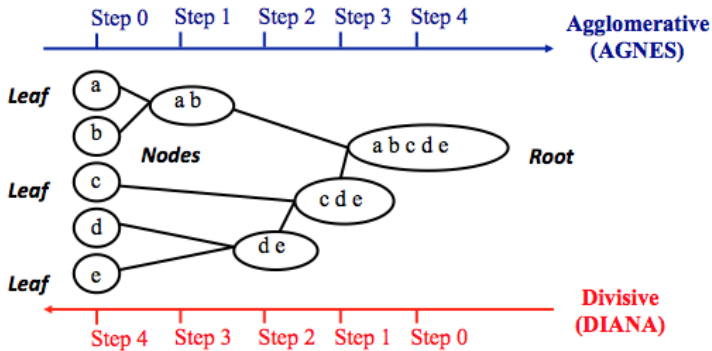 Step 0 Step 1 Step 2 Step 3 Step 4
Agglomerative
(AGNES)
Leaf
a
a b
b
Nodes
a b c d e
Root
Leaf
c
c d e
d
d e
Leaf
e
Divisive
(DIANA)
Step 4 Step 3 Step 2 Step 1 Step 0